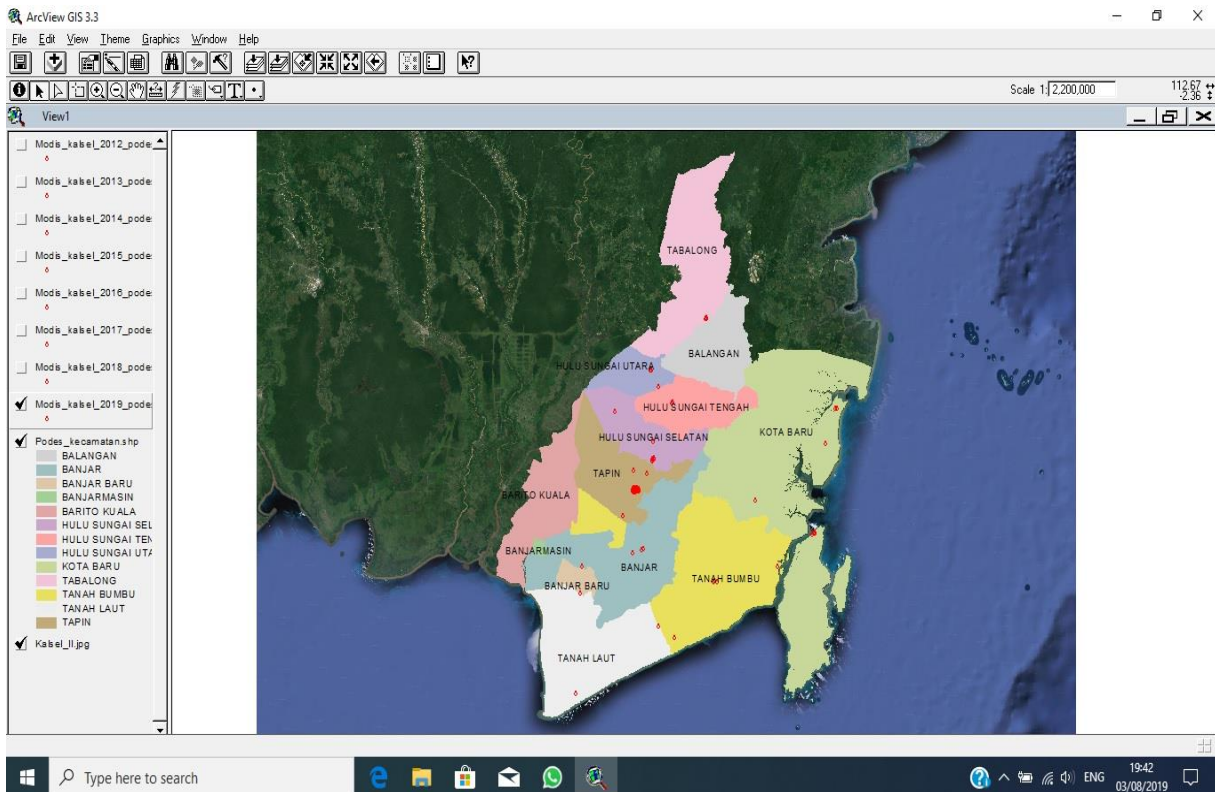 ArcView GIS 3.3
File Edit View Theme Graphics Window Help
Scale 1: 2,200,000
112.67
-2.36
View1
Modis_kalsel_2012_pode
Modis_kalsel_2013_pode
Modis_kalsel_2014_pode
Modis_kalsel_2015_pode
Modis_kalsel_2016_pode
Modis_kalsel_2017_pode
Modis_kalsel_2018_pode
Modis_kalsel_2019_pode
Podes_kecamatan.shp
BALANGAN
BANJAR
BANJAR BARU
BANJARMASIN
BARITO KUALA
HULU SUNGAI SEL
HULU SUNGAI TEN
HULU SUNGAI UTA
KOTA BARU
TABALONG
TANAH BUMBU
TANAH LAUT
TAPIN
Kalsel_II.jpg
TABALONG
BALANGAN
HULU SUNGAI UTARA
HULU SUNGAI TENGAH
KOTA BARU
HULU SUNGAI SELATAN
TAPIN
BARITO KUALA
BANJARMASIN
BANJAR
BANJAR BARU
TANAH BUMBU
TANAH LAUT
Type here to search
ENG
19:42
03/08/2019